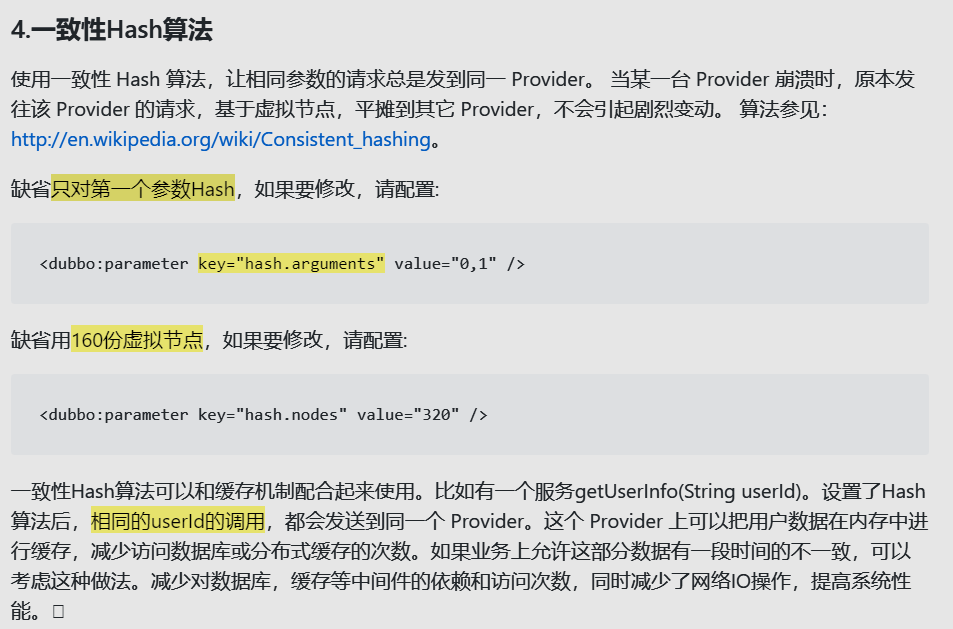 4.一致性Hash算法
使用一致性 Hash 算法，让相同参数的请求总是发到同一 Provider。 当某一台 Provider 崩溃时，原本发
往该 Provider 的请求，基于虚拟节点，平摊到其它 Provider，不会引起剧烈变动。 算法参见：
http://en.wikipedia.org/wiki/Consistent_hashing。
缺省只对第一个参数Hash，如果要修改，请配置:
<dubbo:parameter key="hash.arguments" value="0,1" />
缺省用160份虚拟节点，如果要修改，请配置:
<dubbo:parameter key="hash.nodes" value="320" />
一致性Hash算法可以和缓存机制配合起来使用。比如有一个服务getUserInfo(String userId)。设置了Hash
算法后，相同的userId的调用，都会发送到同一个 Provider。这个 Provider 上可以把用户数据在内存中进
行缓存，减少访问数据库或分布式缓存的次数。如果业务上允许这部分数据有一段时间的不一致，可以
考虑这种做法。减少对数据库，缓存等中间件的依赖和访问次数，同时减少了网络IO操作，提高系统性
能。